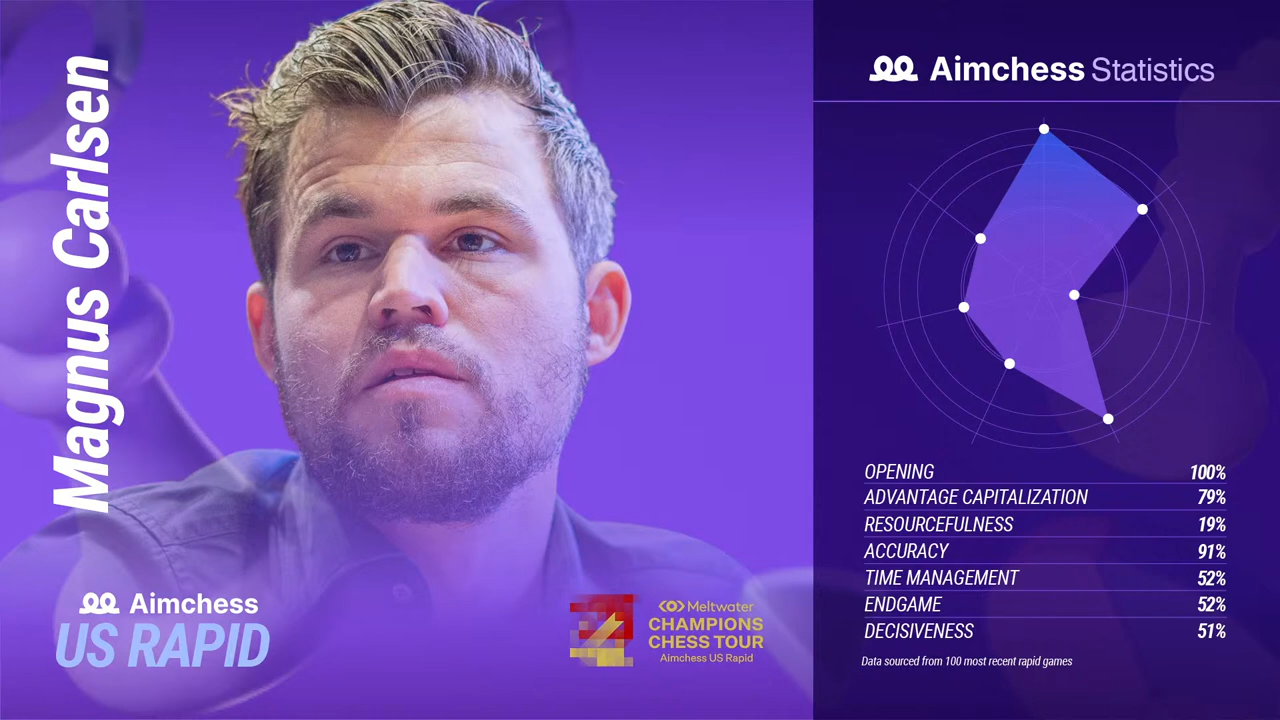 Magnus Carlsen
Aimchess
US RAPID
Meltwater
CHAMPIONS
CHESS TOUR
Aimchess US Rapid
Aimchess Statistics
OPENING 100%
ADVANTAGE CAPITALIZATION 79%
RESOURCEFULNESS 19%
ACCURACY 91%
TIME MANAGEMENT 52%
ENDGAME 52%
DECISIVENESS 51%
Data sourced from 100 most recent rapid games